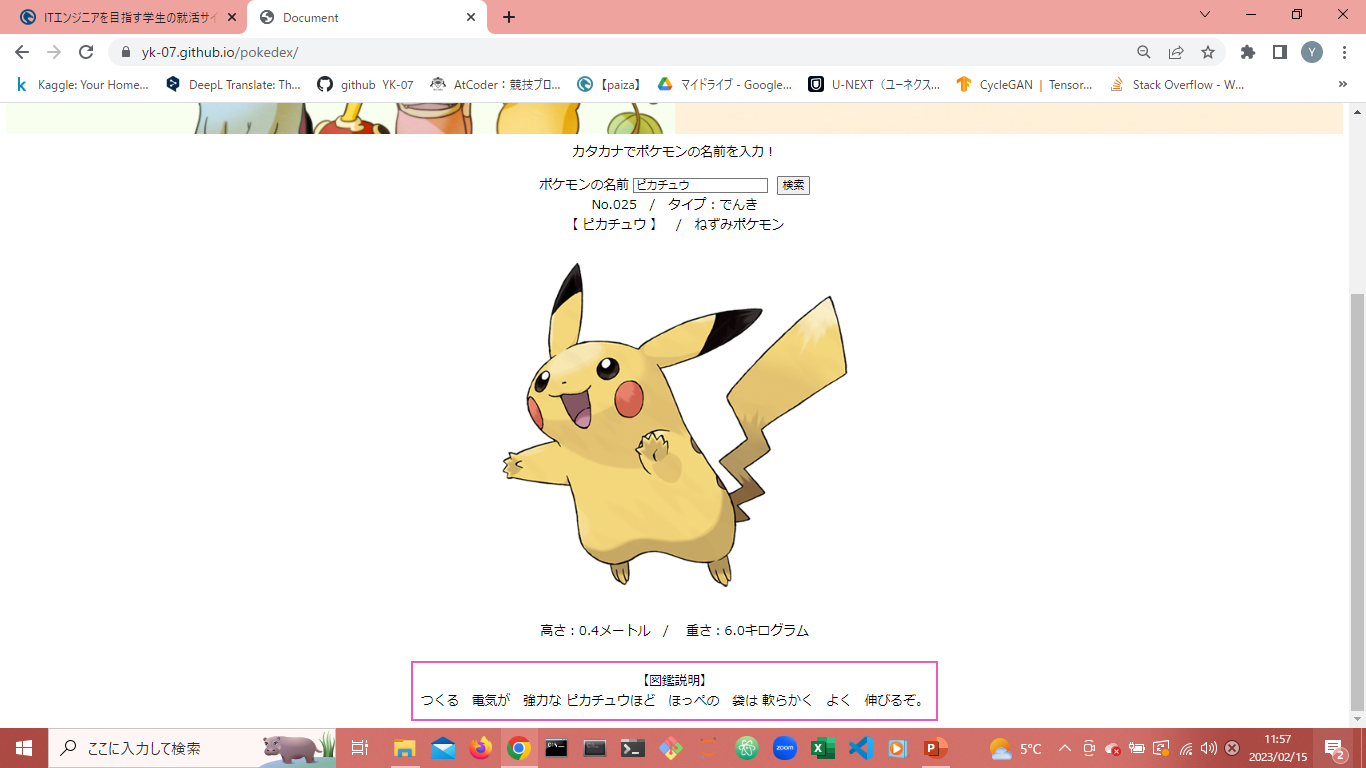 ITエンジニアを目指す学生の就活サイ
Document
yk-07.github.io/pokedex/
Y
Kaggle: Your Home...
DeepL Translate: Th...
github YK-07
AtCoder：競技プロ...
【paiza】
マイドライブ - Google...
U-NEXT（ユーネクス...
CycleGAN | Tensor...
Stack Overflow - W...
»
カタカナでポケモンの名前を入力！
ポケモンの名前 ピカチュウ 検索
No.025 / タイプ：でんき
【 ピカチュウ 】 / ねずみポケモン
高さ：0.4メートル / 重さ：6.0キログラム
【図鑑説明】
つくる 電気が 強力な ピカチュウほど ほっぺの 袋は 軟らかく よく 伸びるぞ。
ここに入力して検索
zoom
5°C
11:57
2023/02/15
2